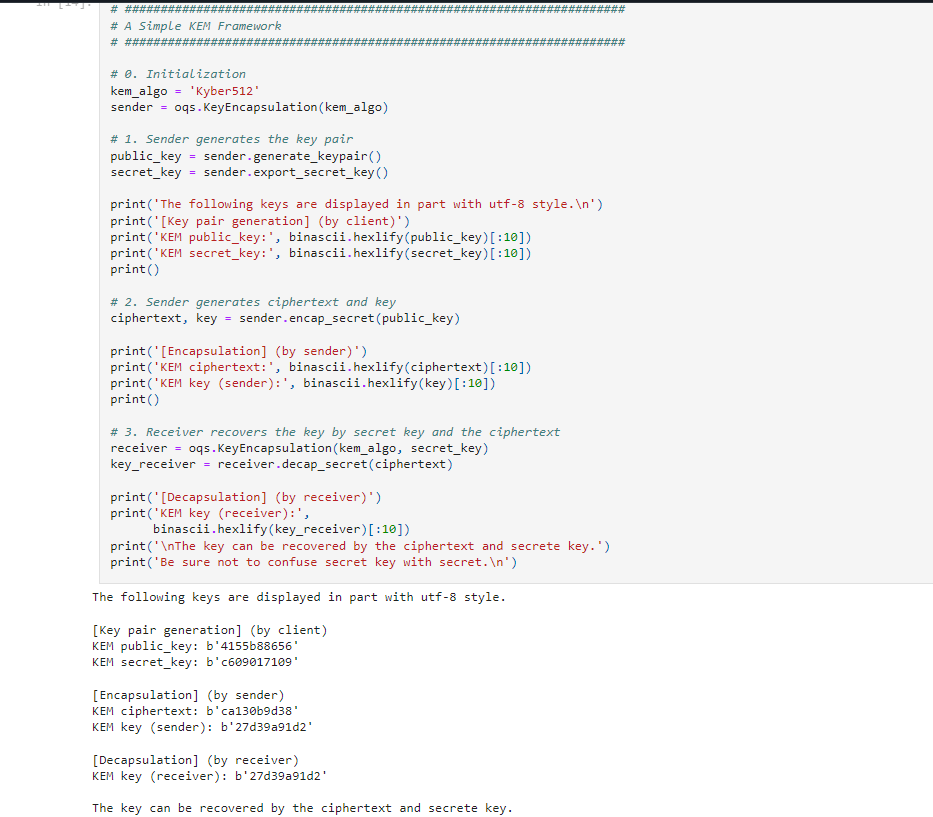 # ######################################################################
# A Simple KEM Framework
# ######################################################################
# 0. Initialization
kem_algo = 'Kyber512'
sender = oqs.KeyEncapsulation(kem_algo)
# 1. Sender generates the key pair
public_key = sender.generate_keypair()
secret_key = sender.export_secret_key()
print('The following keys are displayed in part with utf-8 style.\n')
print('[Key pair generation] (by client)')
print('KEM public_key:', binascii.hexlify(public_key)[:10])
print('KEM secret_key:', binascii.hexlify(secret_key)[:10])
print()
# 2. Sender generates ciphertext and key
ciphertext, key = sender.encap_secret(public_key)
print('[Encapsulation] (by sender)')
print('KEM ciphertext:', binascii.hexlify(ciphertext)[:10])
print('KEM key (sender):', binascii.hexlify(key)[:10])
print()
# 3. Receiver recovers the key by secret key and the ciphertext
receiver = oqs.KeyEncapsulation(kem_algo, secret_key)
key_receiver = receiver.decap_secret(ciphertext)
print('[Decapsulation] (by receiver)')
print('KEM key (receiver):',
binascii.hexlify(key_receiver)[:10])
print('\nThe key can be recovered by the ciphertext and secrete key.')
print('Be sure not to confuse secret key with secret.\n')
The following keys are displayed in part with utf-8 style.
[Key pair generation] (by client)
KEM public_key: b'4155b88656'
KEM secret_key: b'c609017109'
[Encapsulation] (by sender)
KEM ciphertext: b'ca130b9d38'
KEM key (sender): b'27d39a91d2'
[Decapsulation] (by receiver)
KEM key (receiver): b'27d39a91d2'
The key can be recovered by the ciphertext and secrete key.